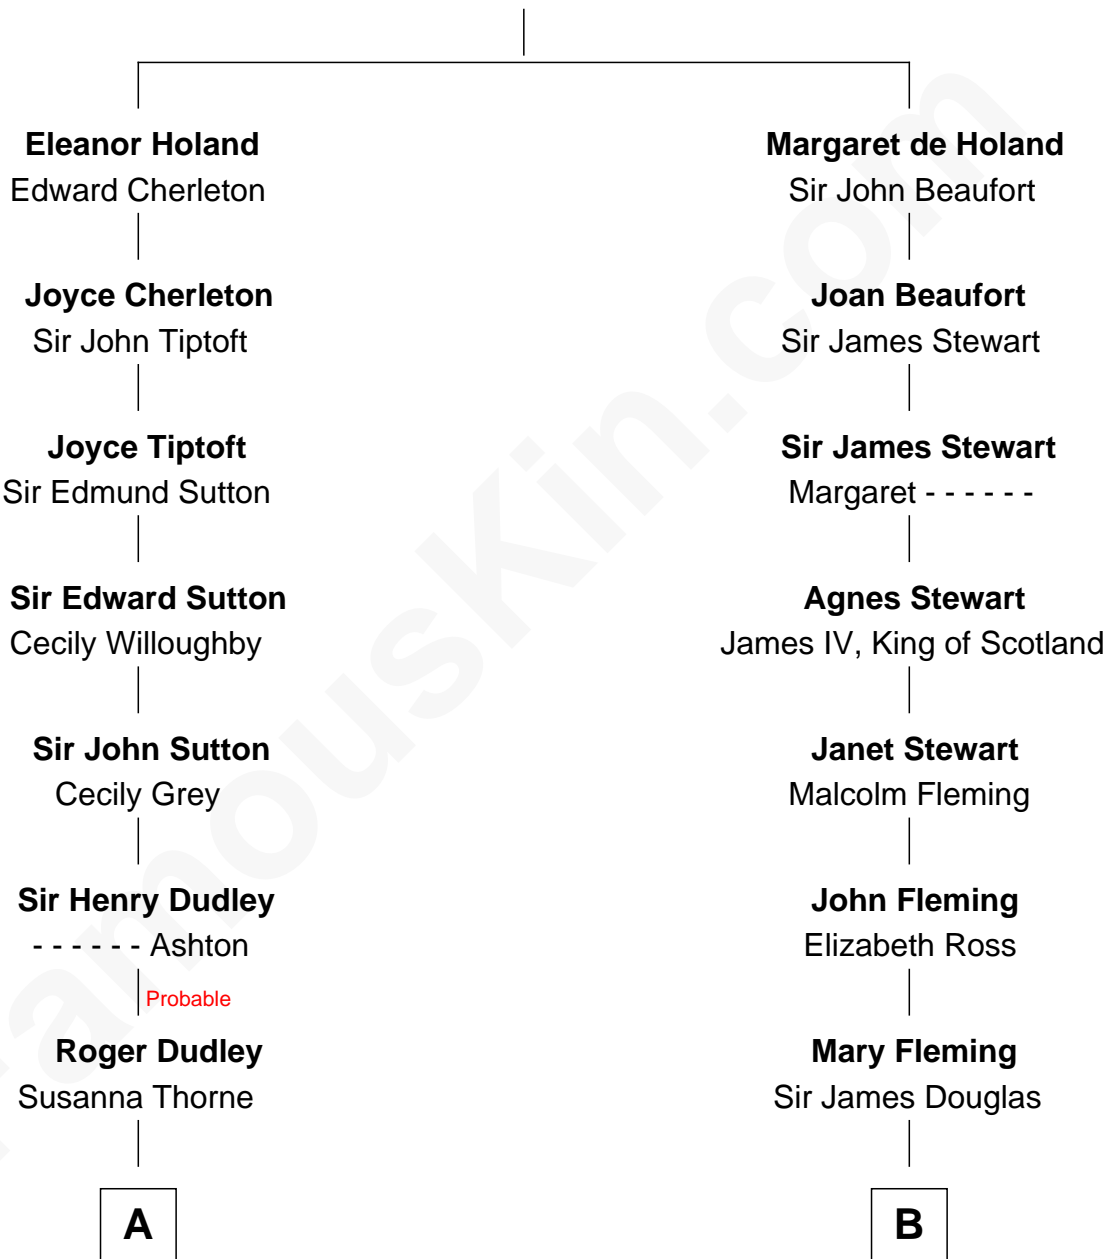 Eleanor Holand
Edward Cherleton
Joyce Cherleton
Sir John Tiptoft
Joyce Tiptoft
Sir Edmund Sutton
Sir Edward Sutton
Cecily Willoughby
Sir John Sutton
Cecily Grey
Sir Henry Dudley
- - - - - - Ashton
Probable
Roger Dudley
Susanna Thorne
A
Margaret de Holand
Sir John Beaufort
Joan Beaufort
Sir James Stewart
Sir James Stewart
Margaret - - - - - -
Agnes Stewart
James IV, King of Scotland
Janet Stewart
Malcolm Fleming
John Fleming
Elizabeth Ross
Mary Fleming
Sir James Douglas
B
FamousKin.com